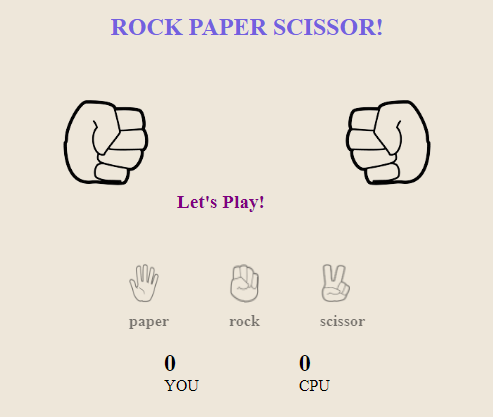 ROCK PAPER SCISSOR!
Let's Play!
paper rock scissor
0 0
YOU CPU